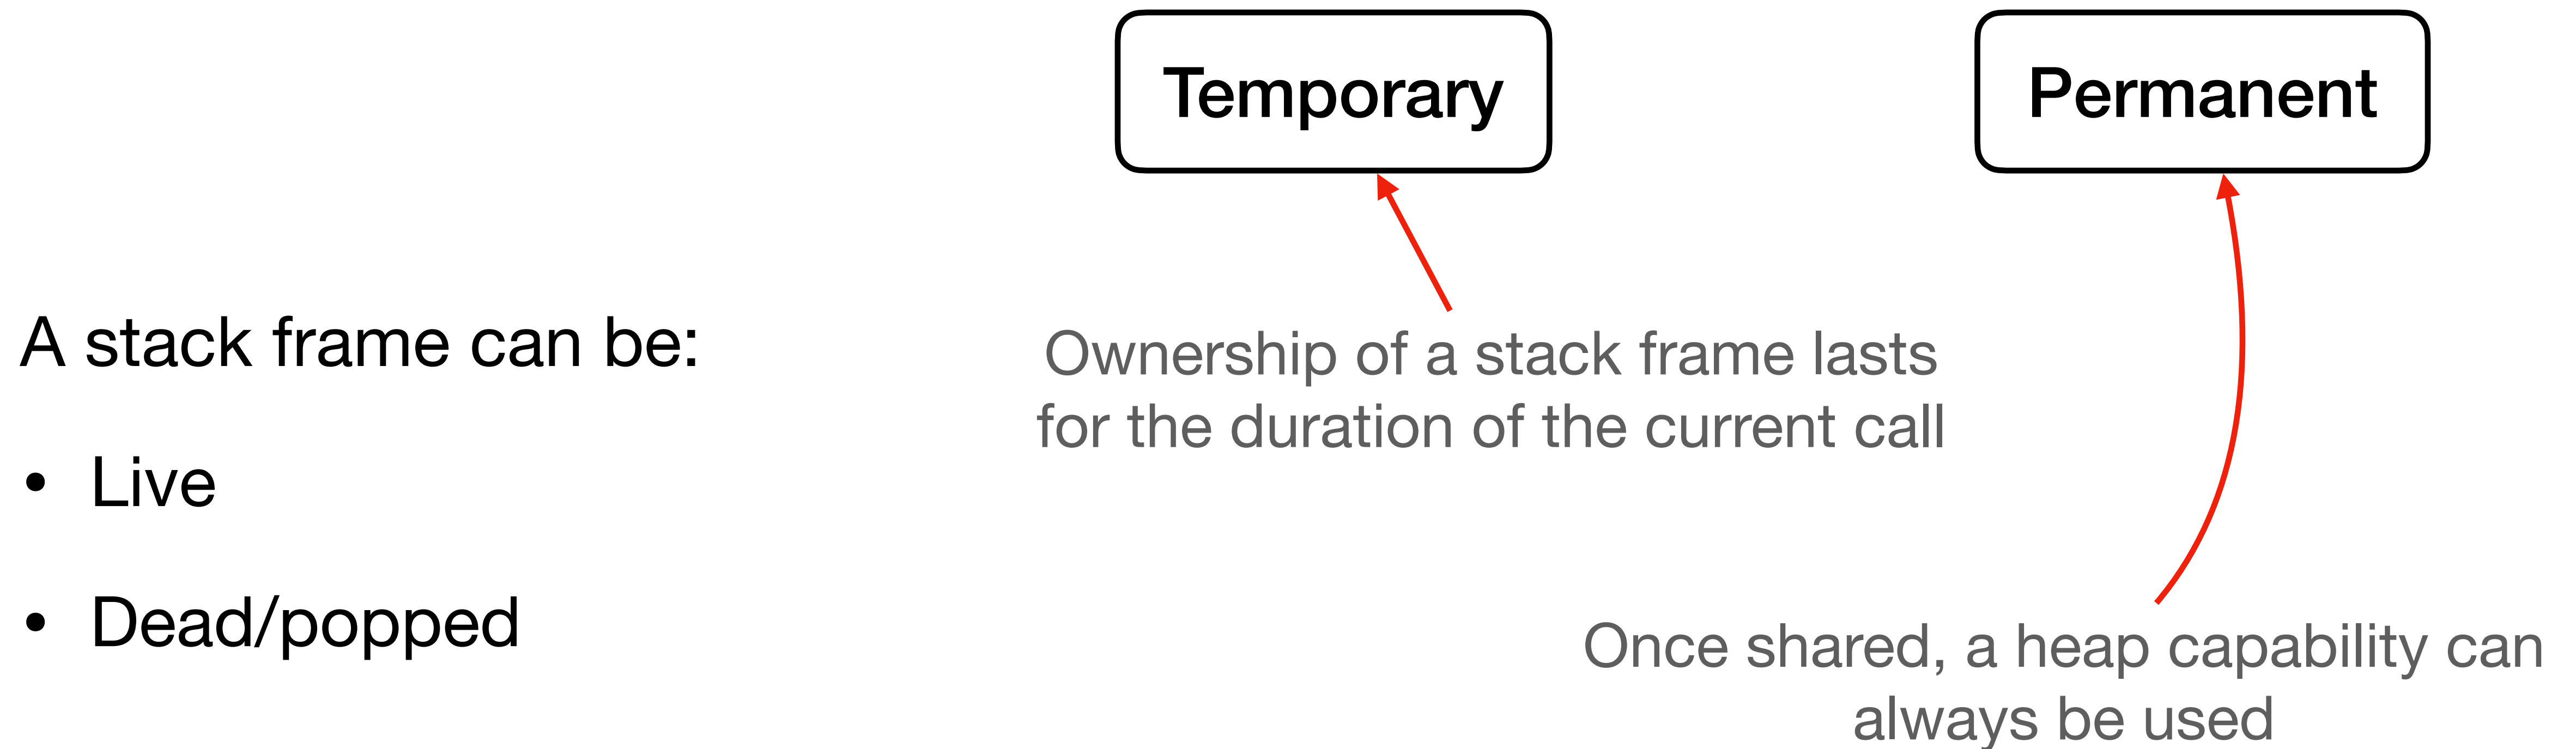 Temporary
Permanent
A stack frame can be:
• Live
• Dead/popped
Ownership of a stack frame lasts
for the duration of the current call
Once shared, a heap capability can
always be used